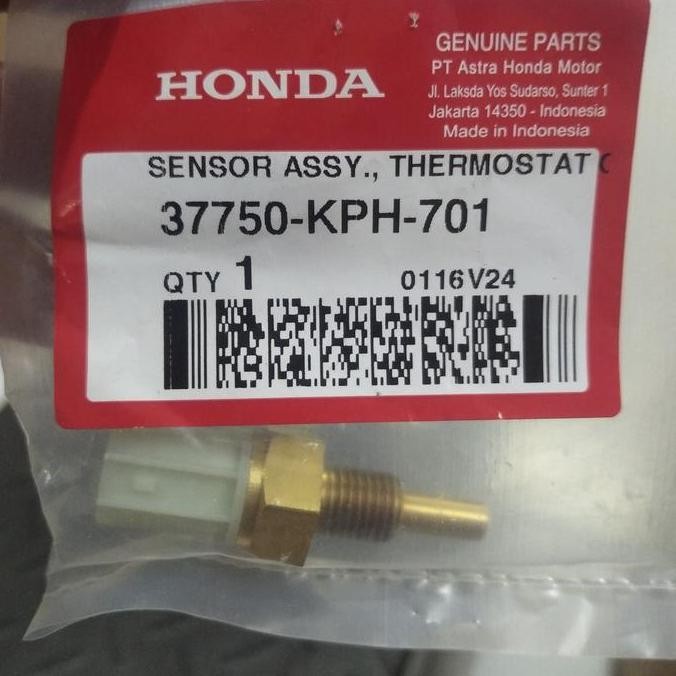 HONDA
GENUINE PARTS
PT Astra Honda Motor
Jl. Laksda Yos Sudarso, Sunter 1
Jakarta 14350 - Indonesia
Made in Indonesia
SENSOR ASSY., THERMOSTAT
37750-KPH-701
QTY 1 0116V24